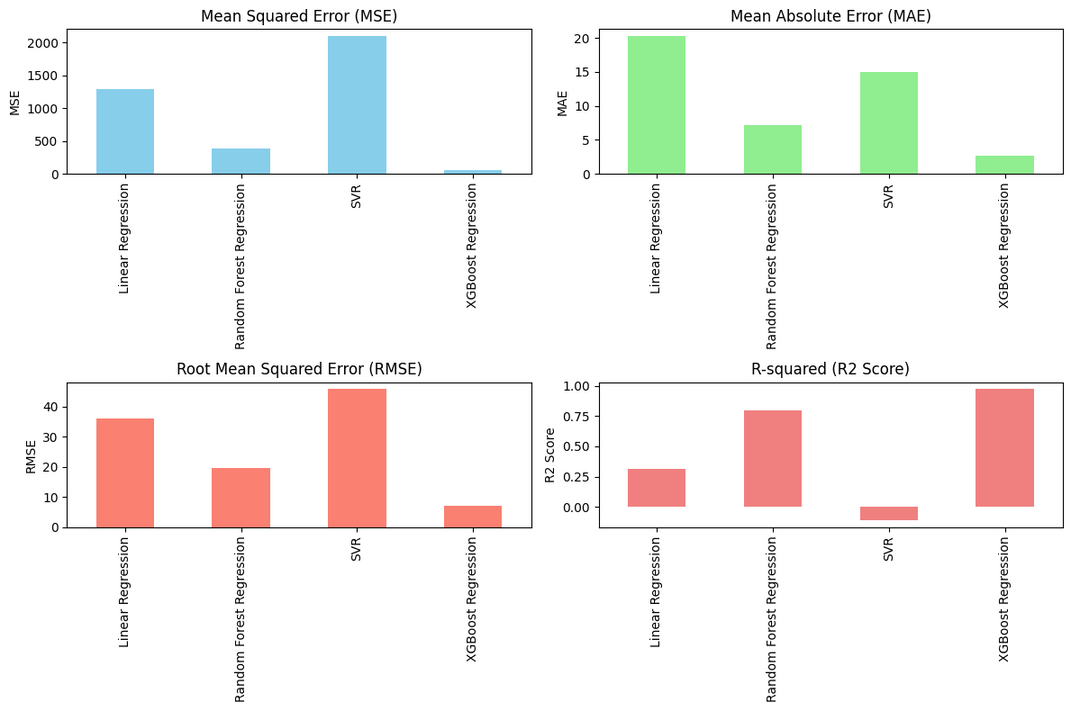 Mean Squared Error (MSE)
MSE
2000
1500
1000
500
0
Linear Regression
Random Forest Regression
SVR
XGBoost Regression
Mean Absolute Error (MAE)
MAE
20
15
10
5
0
Linear Regression
Random Forest Regression
SVR
XGBoost Regression
Root Mean Squared Error (RMSE)
RMSE
40
30
20
10
0
Linear Regression
Random Forest Regression
SVR
XGBoost Regression
R-squared (R2 Score)
R2 Score
1.00
0.75
0.50
0.25
0.00
Linear Regression
Random Forest Regression
SVR
XGBoost Regression